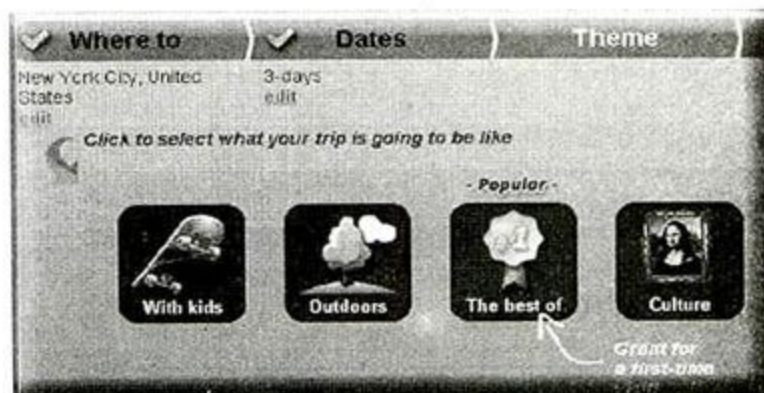 Where to Dates Theme
New York City, United 3-days
States edit
edit
Click to select what your trip is going to be like
- Popular -
With kids Outdoors The best of Culture
Great for
a first-time